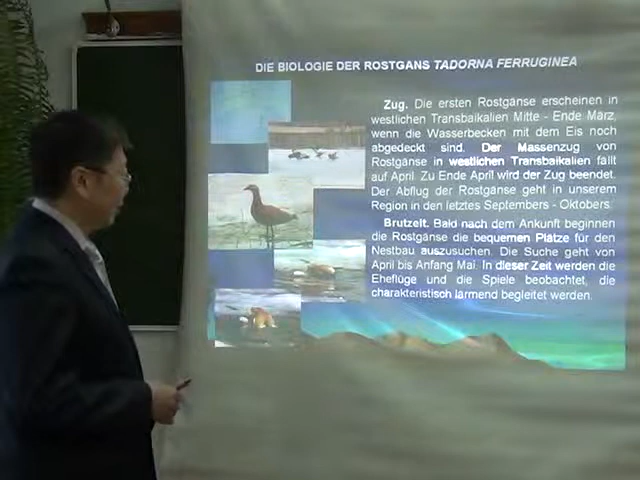 DIE BIOLOGIE DER ROSTGANS TADORNA FERRUGINEA
Zug. Die ersten Rostgänse erscheinen in
westlichen Transbaikalien Mitte - Ende März,
wenn die Wasserbecken mit dem Eis noch
abgedeckt sind. Der Massenzug von
Rostgänse in westlichen Transbaikalien fällt
auf April. Zu Ende April wird der Zug beendet.
Der Abflug der Rostgänse geht in unserem
Region in den letztes Septembers - Oktobers.
Brutzeit. Bald nach dem Ankunft beginnen
die Rostgänse die bequemen Plätze für den
Nestbau auszusuchen. Die Suche geht von
April bis Anfang Mai. In dieser Zeit werden die
Eheflüge und die Spiele beobachtet, die
charakteristisch lärmend begleitet werden.